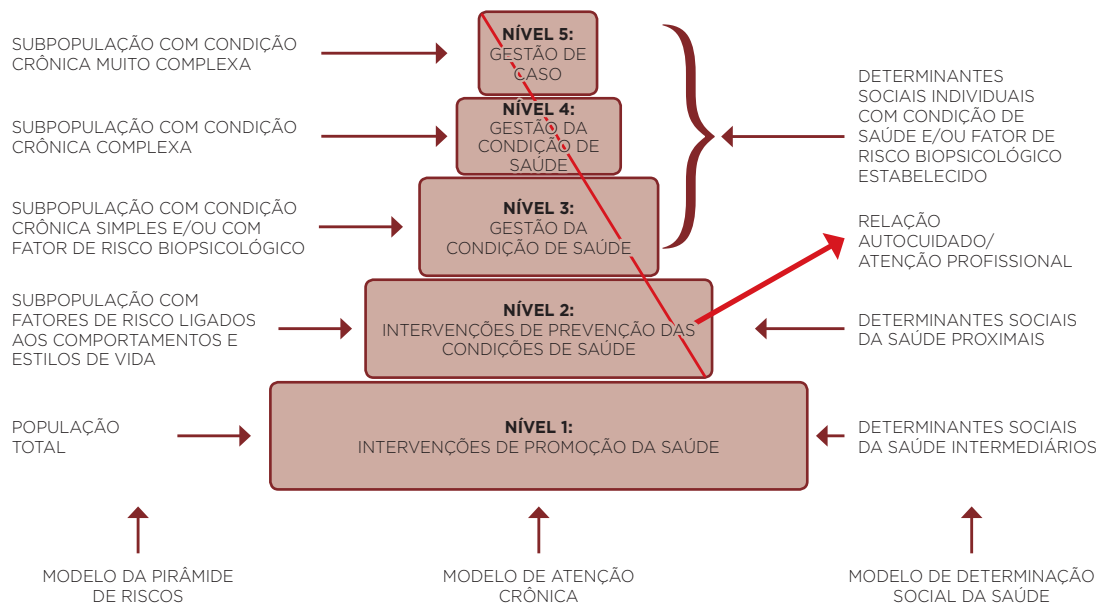 SUBPOPULAÇÃO COM CONDIÇÃO
CRÔNICA MUITO COMPLEXA
SUBPOPULAÇÃO COM CONDIÇÃO
CRÔNICA COMPLEXA
SUBPOPULAÇÃO COM CONDIÇÃO
CRÔNICA SIMPLES E/OU COM
FATOR DE RISCO BIOPSICOLÓGICO
SUBPOPULAÇÃO COM
FATORES DE RISCO LIGADOS
AOS COMPORTAMENTOS E
ESTILOS DE VIDA
POPULAÇÃO
TOTAL
MODELO DA PIRÂMIDE
DE RISCOS
NÍVEL 5:
GESTÃO DE
CASO
NÍVEL 4:
GESTÃO DA
CONDIÇÃO DE
SAÚDE
NÍVEL 3:
GESTÃO DA
CONDIÇÃO DE SAÚDE
NÍVEL 2:
INTERVENÇÕES DE PREVENÇÃO DAS
CONDIÇÕES DE SAÚDE
NÍVEL 1:
INTERVENÇÕES DE PROMOÇÃO DA SAÚDE
MODELO DE ATENÇÃO
CRÔNICA
DETERMINANTES
SOCIAIS INDIVIDUAIS
COM CONDIÇÃO DE
SAÚDE E/OU FATOR DE
RISCO BIOPSICOLÓGICO
ESTABELECIDO
RELAÇÃO
AUTOCUIDADO/
ATENÇÃO PROFISSIONAL
DETERMINANTES SOCIAIS
DA SAÚDE PROXIMAIS
DETERMINANTES SOCIAIS
DA SAÚDE INTERMEDIÁRIOS
MODELO DE DETERMINAÇÃO
SOCIAL DA SAÚDE